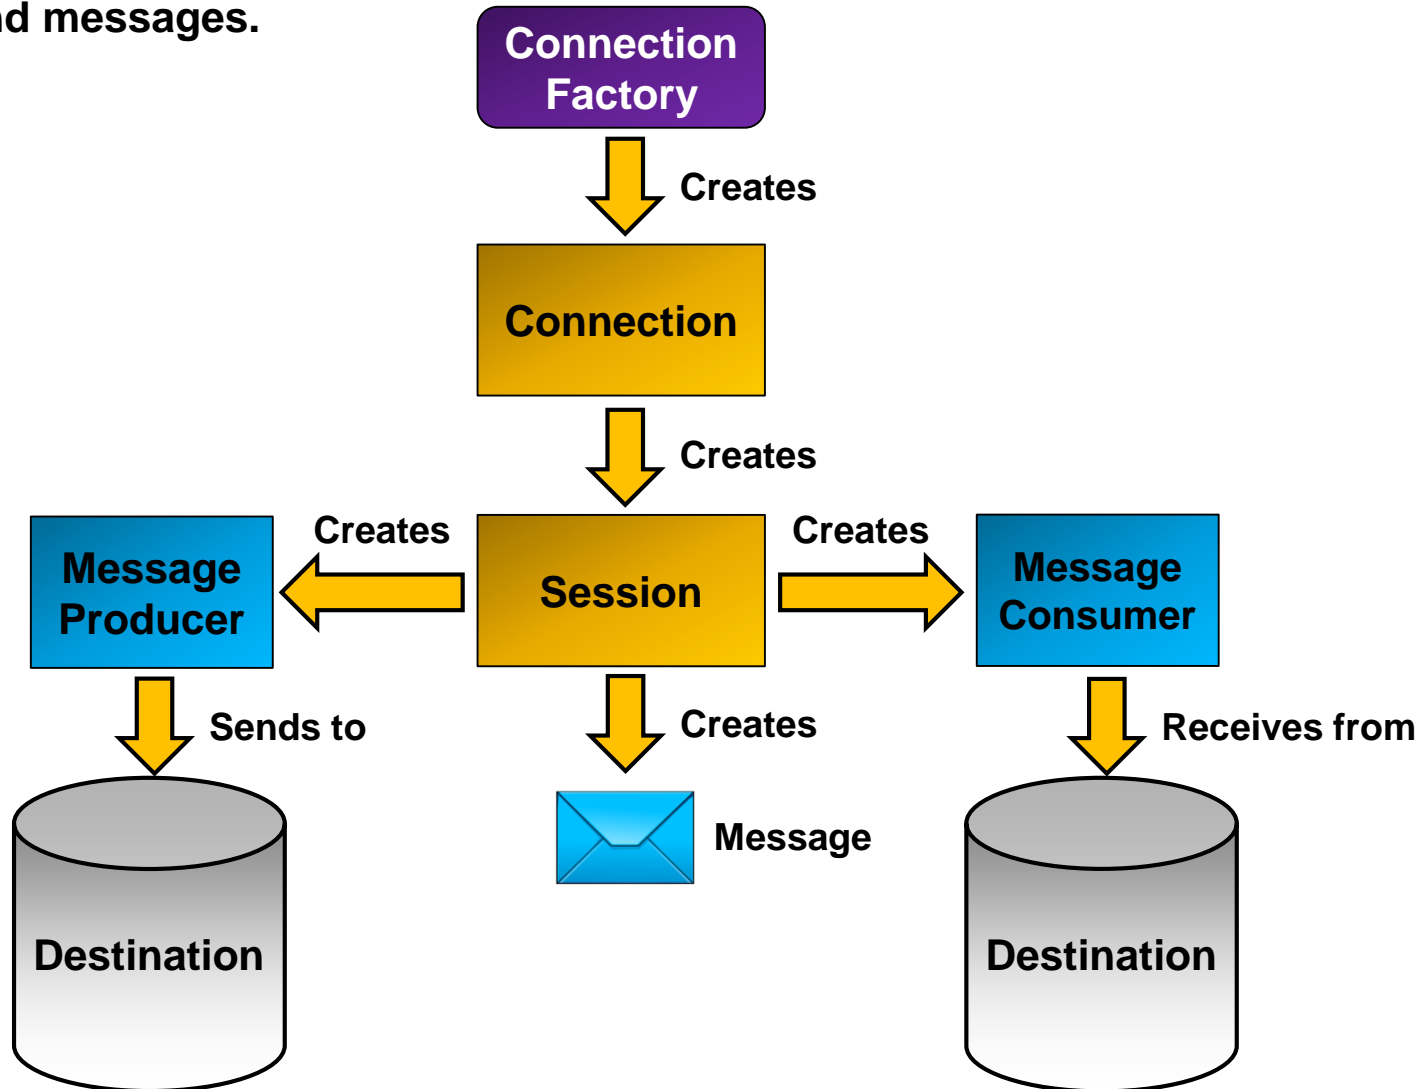 nd messages.
Connection
Factory
Creates
Connection
Creates
Creates
Creates
Message
Producer
Session
Message
Consumer
Sends to
Creates
Receives from
Message
Destination
Destination